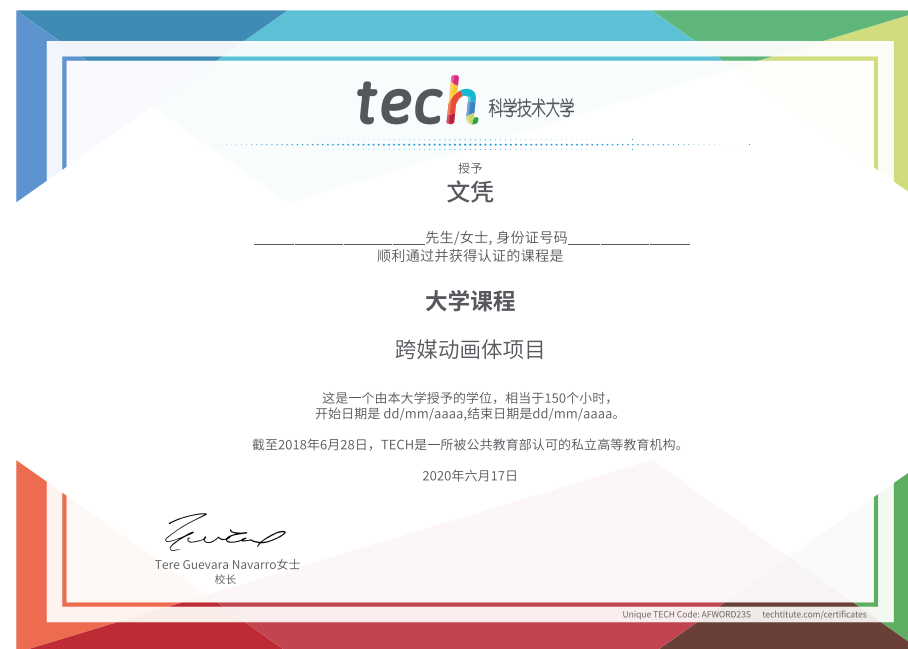 tech 科学技术大学
授予
文凭
先生/女士, 身份证号码
顺利通过并获得认证的课程是
大学课程
跨媒动画体项目
这是一个由本大学授予的学位，相当于150个小时，
开始日期是 dd/mm/aaaa,结束日期是dd/mm/aaaa。
截至2018年6月28日，TECH是一所被公共教育部认可的私立高等教育机构。
2020年六月17日
Tere Guevara Navarro女士
校长
Unique TECH Code: AFWORD23S techtitute.com/certificates